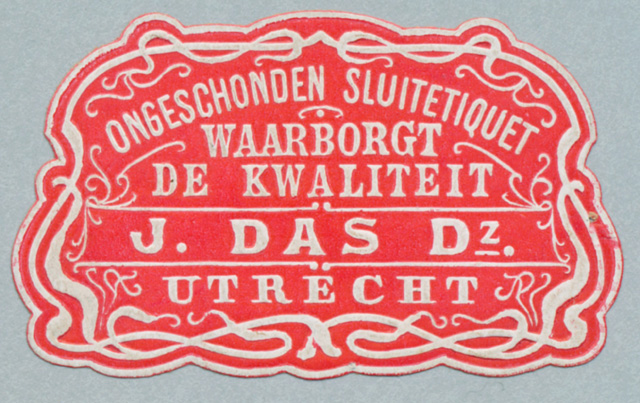 ONGESCHONDEN SLUITETIQUET
WAARBORGT
DE KWALITEIT
J. DAS Dz.
UTRECHT